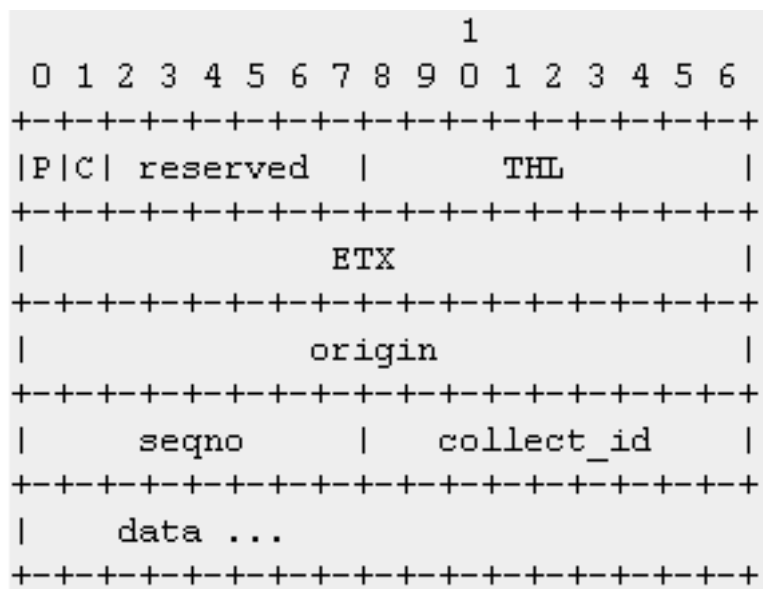 1
 0 1 2 3 4 5 6 7 8 9 0 1 2 3 4 5 6
+-+-+-+-+-+-+-+-+-+-+-+-+-+-+-+-+-+
|P|C| reserved  |      THL        |
+-+-+-+-+-+-+-+-+-+-+-+-+-+-+-+-+-+
|              ETX                |
+-+-+-+-+-+-+-+-+-+-+-+-+-+-+-+-+-+
|             origin              |
+-+-+-+-+-+-+-+-+-+-+-+-+-+-+-+-+-+
|     seqno     |   collect_id    |
+-+-+-+-+-+-+-+-+-+-+-+-+-+-+-+-+-+
|    data ...
+-+-+-+-+-+-+-+-+-+-+-+-+-+-+-+-+-+